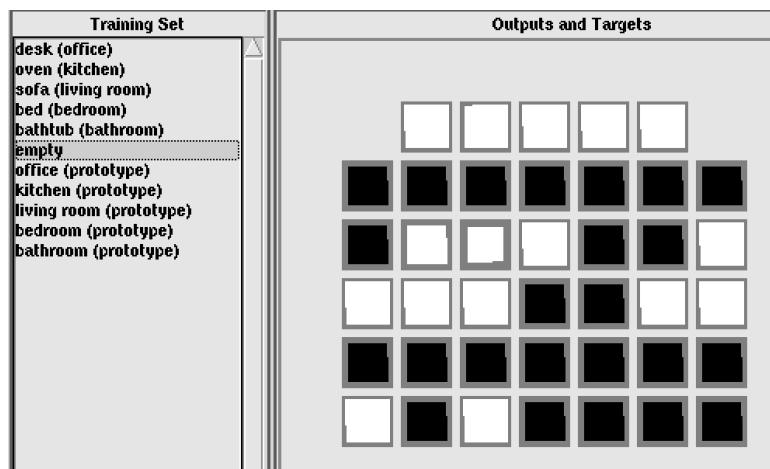 Training Set
Outputs and Targets
desk (office)
oven (kitchen)
sofa (living room)
bed (bedroom)
bathtub (bathroom)
empty
office (prototype)
kitchen (prototype)
living room (prototype)
bedroom (prototype)
bathroom (prototype)